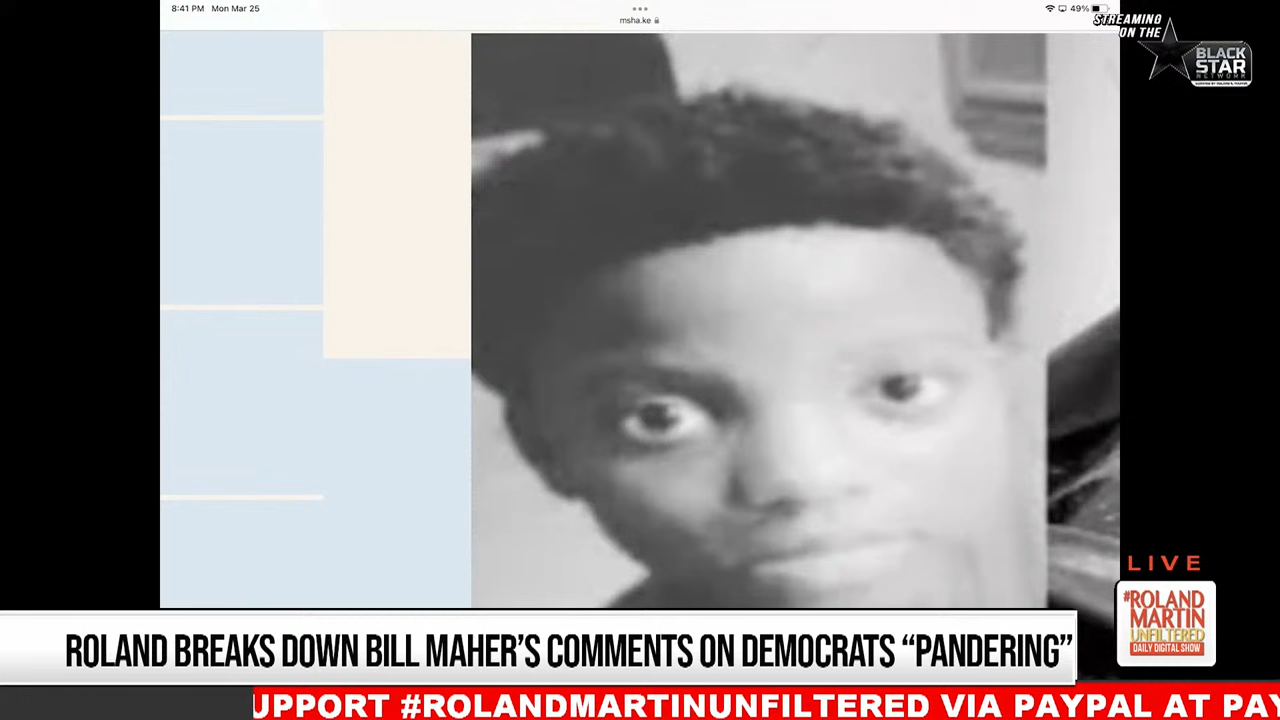 8:41 PM Mon Mar 25
msha.ke
49%
STREAMING
ON THE
BLACK
STAR
NETWORK
LIVE
#ROLAND
MARTIN
UNFILTERED
DAILY DIGITAL SHOW
ROLAND BREAKS DOWN BILL MAHER'S COMMENTS ON DEMOCRATS “PANDERING”
UPPORT #ROLANDMARTINUNFILTERED VIA PAYPAL AT PAY